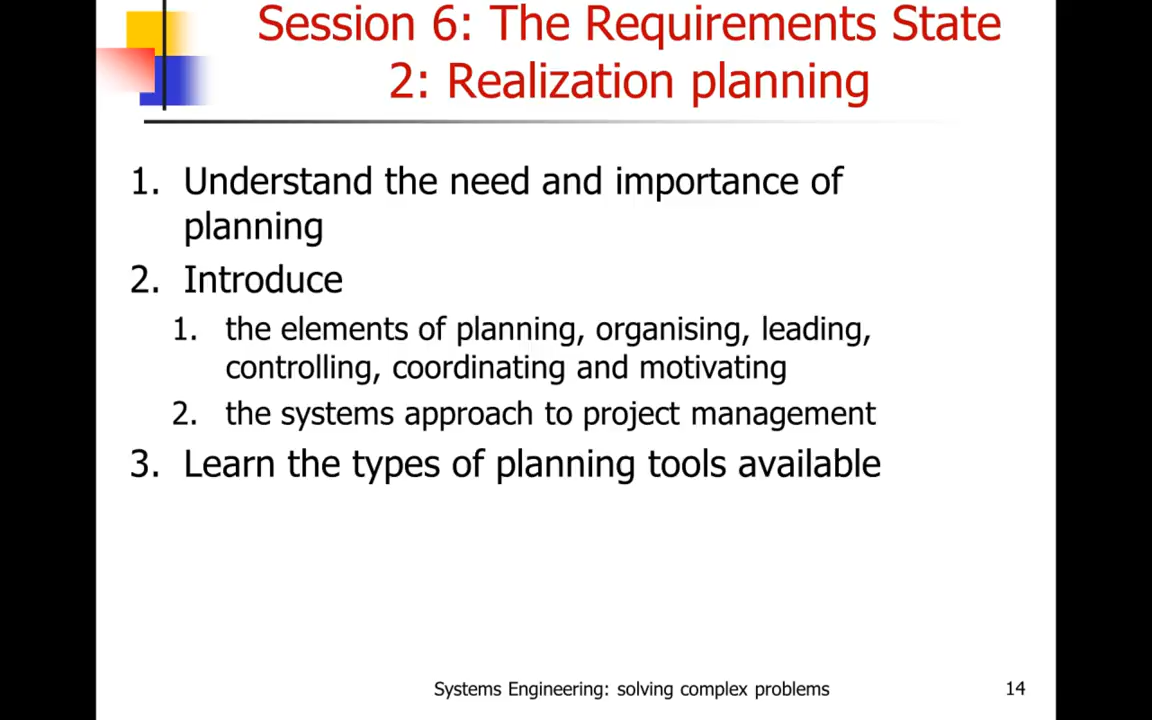 Session 6: The Requirements State
2: Realization planning
1. Understand the need and importance of
planning
2. Introduce
1. the elements of planning, organising, leading,
controlling, coordinating and motivating
2. the systems approach to project management
3. Learn the types of planning tools available
Systems Engineering: solving complex problems
14